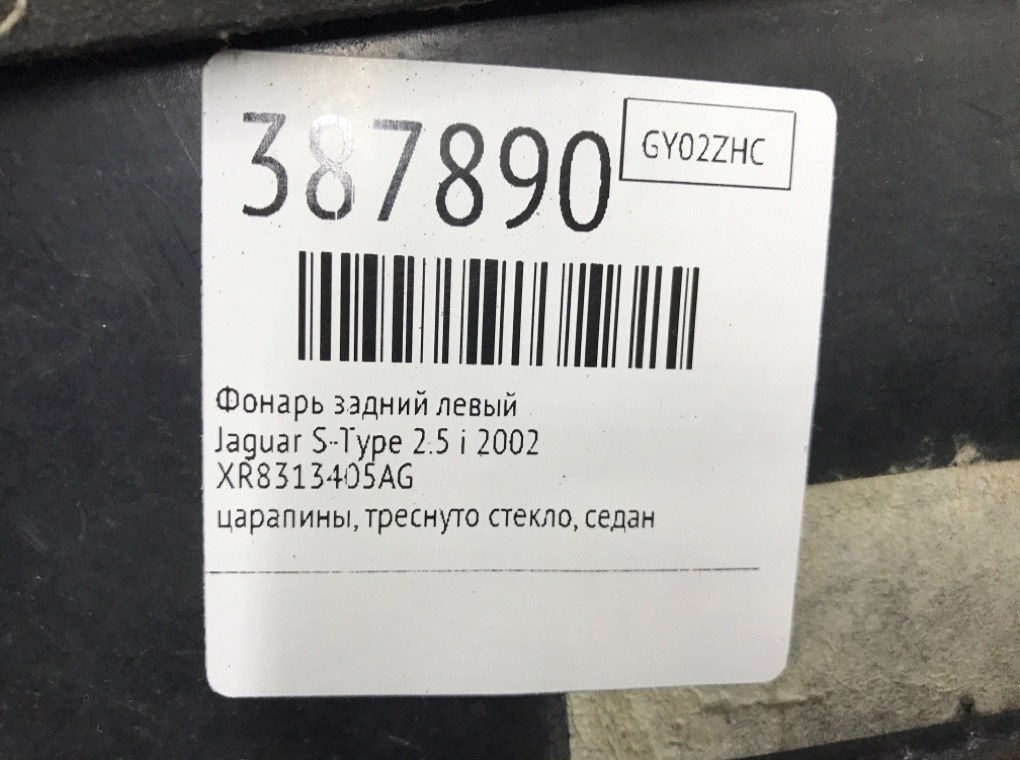 387890
GY02ZHC
Фонарь задний левый
Jaguar S-Type 2.5 i 2002
XR8313405AG
царапины, треснуто стекло, седан